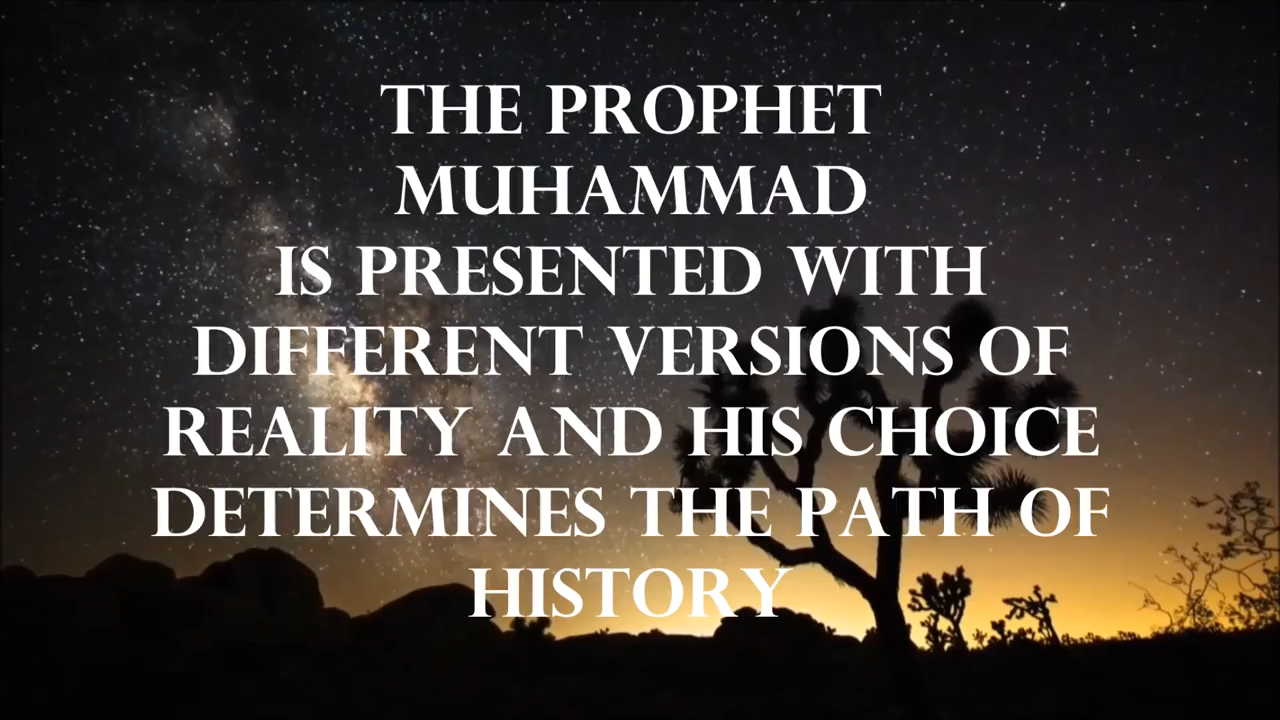 THE PROPHET
MUHAMMAD
IS PRESENTED WITH
DIFFERENT VERSIONS OF
REALITY AND HIS CHOICE
DETERMINES THE PATH OF
HISTORY